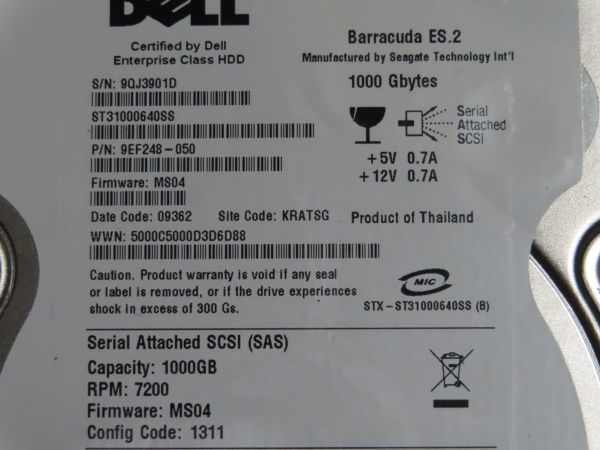 DELL
Certified by Dell
Enterprise Class HDD
Barracuda ES.2
Manufactured by Seagate Technology Int'l
S/N: 9QJ3901D
1000 Gbytes
ST31000640SS
Serial
Attached
SCSI
P/N: 9EF248-050
+5V 0.7A
+12V 0.7A
Firmware: MS04
Date Code: 09362 Site Code: KRATSG Product of Thailand
WWN: 5000C5000D3D6D88
Caution. Product warranty is void if any seal
or label is removed, or if the drive experiences
shock in excess of 300 Gs.
MIC
STX-ST31000640SS (B)
Serial Attached SCSI (SAS)
Capacity: 1000GB
RPM: 7200
Firmware: MS04
Config Code: 1311